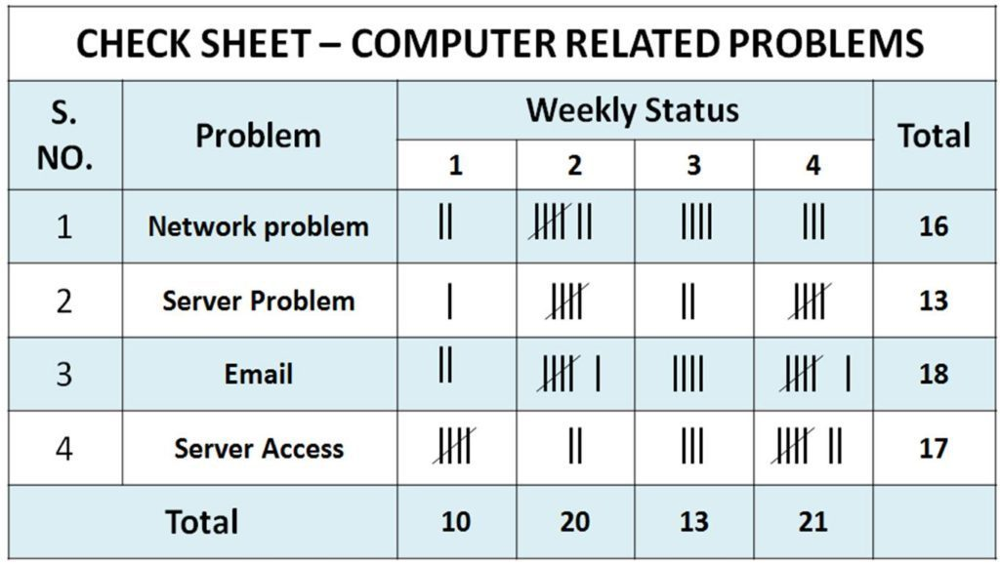 CHECK SHEET – COMPUTER RELATED PROBLEMS
S. NO. Problem Weekly Status Total
1 2 3 4
1 Network problem 16
2 Server Problem 13
3 Email 18
4 Server Access 17
Total 10 20 13 21